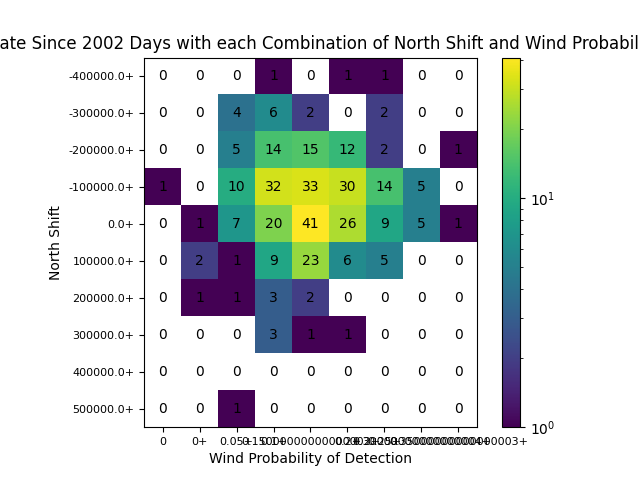 ate Since 2002 Days with each Combination of North Shift and Wind Probabil
-400000.0+ 0 0 0 1 0 1 1 0 0
-300000.0+ 0 0 4 6 2 0 2 0 0
-200000.0+ 0 0 5 14 15 12 2 0 1
-100000.0+ 1 0 10 32 33 30 14 5 0
0.0+ 0 1 7 20 41 26 9 5 1
100000.0+ 0 2 1 9 23 6 5 0 0
200000.0+ 0 1 1 3 2 0 0 0 0
300000.0+ 0 0 0 3 1 1 0 0 0
400000.0+ 0 0 0 0 0 0 0 0 0
500000.0+ 0 0 1 0 0 0 0 0 0
0 0+
Wind Probability of Detection
North Shift
10¹
10⁰